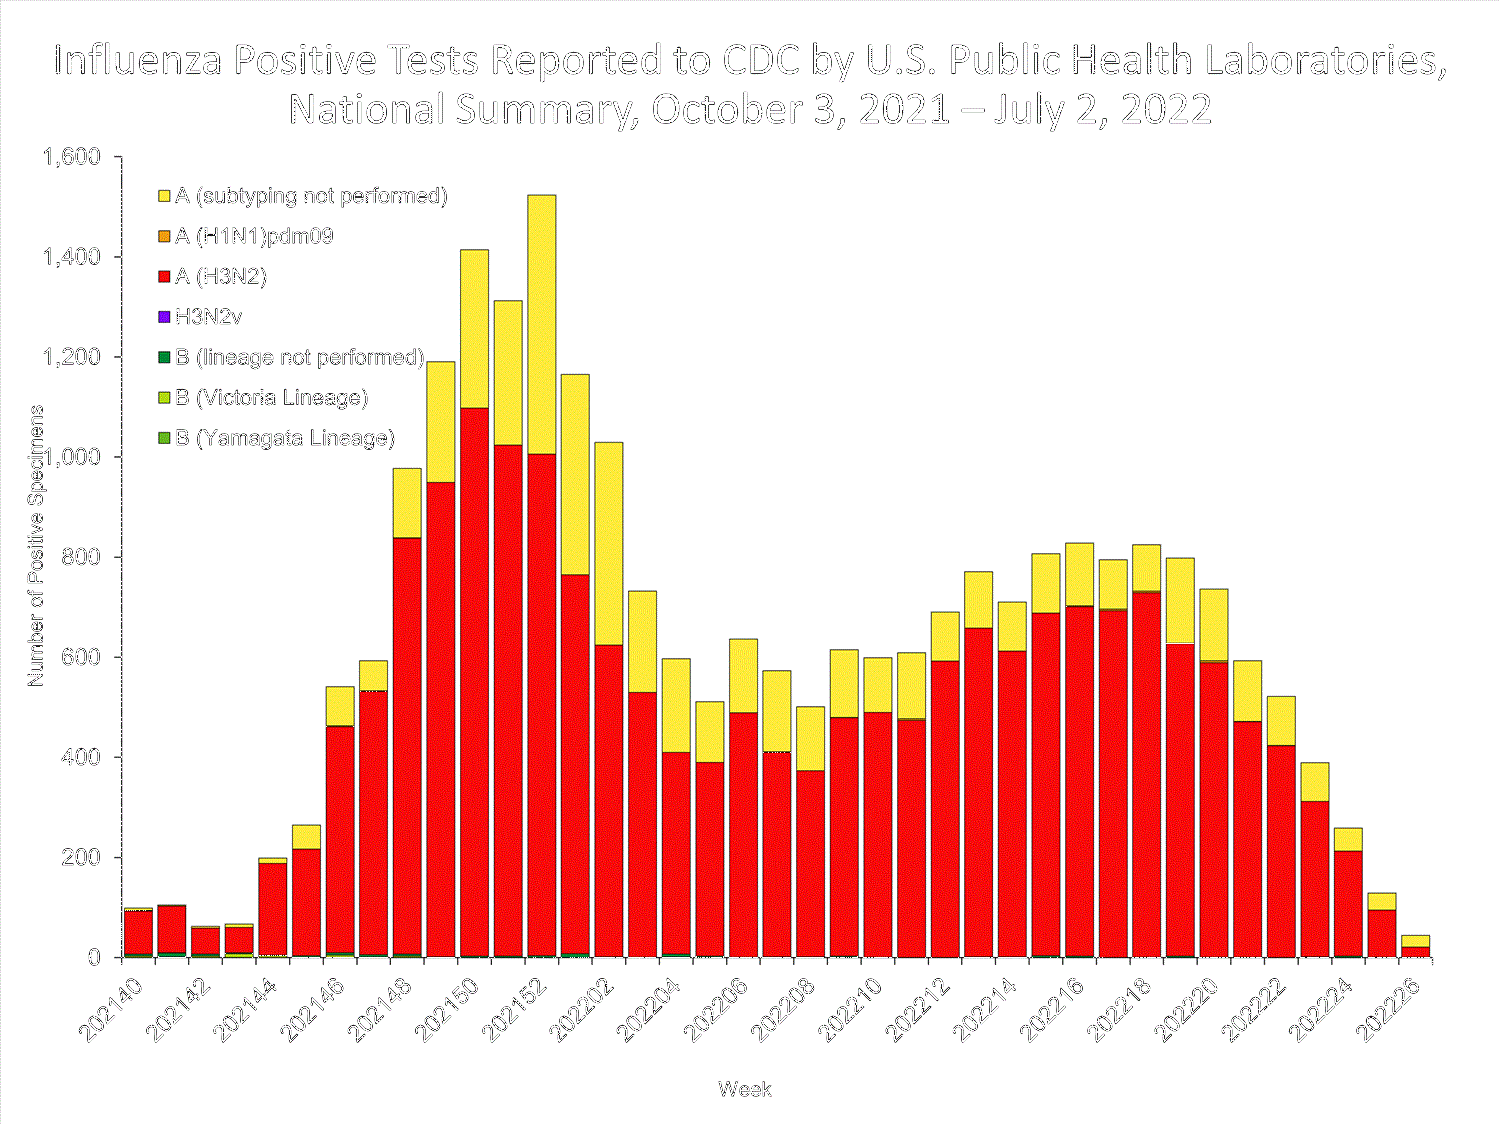 Influenza Positive Tests Reported to CDC by U.S. Public Health Laboratories,
National Summary, October 3, 2021 – July 2, 2022
1,600
1,400
1,200
1,000
800
600
400
200
0
Number of Positive Specimens
A (subtyping not performed)
A (H1N1)pdm09
A (H3N2)
H3N2v
B (lineage not performed)
B (Victoria Lineage)
B (Yamagata Lineage)
202140
202142
202144
202146
202148
202150
202152
202202
202204
202206
202208
202210
202212
202214
202216
202218
202220
202222
202224
202226
Week